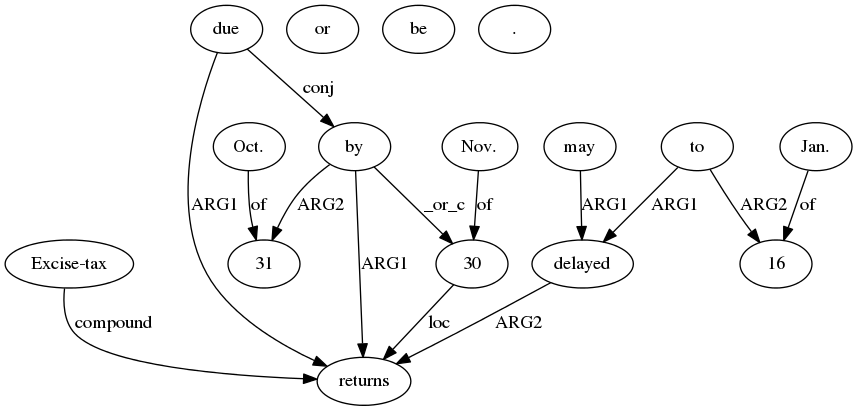 due or be .
conj
Oct. by Nov. may to Jan.
ARG1 of ARG2 _or_c of ARG1 ARG1 ARG2 of
Excise-tax 31 ARG1 30 delayed 16
compound loc ARG2
returns